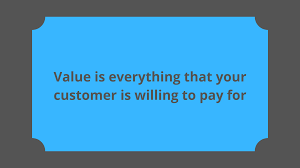 Value is everything that your
customer is willing to pay for